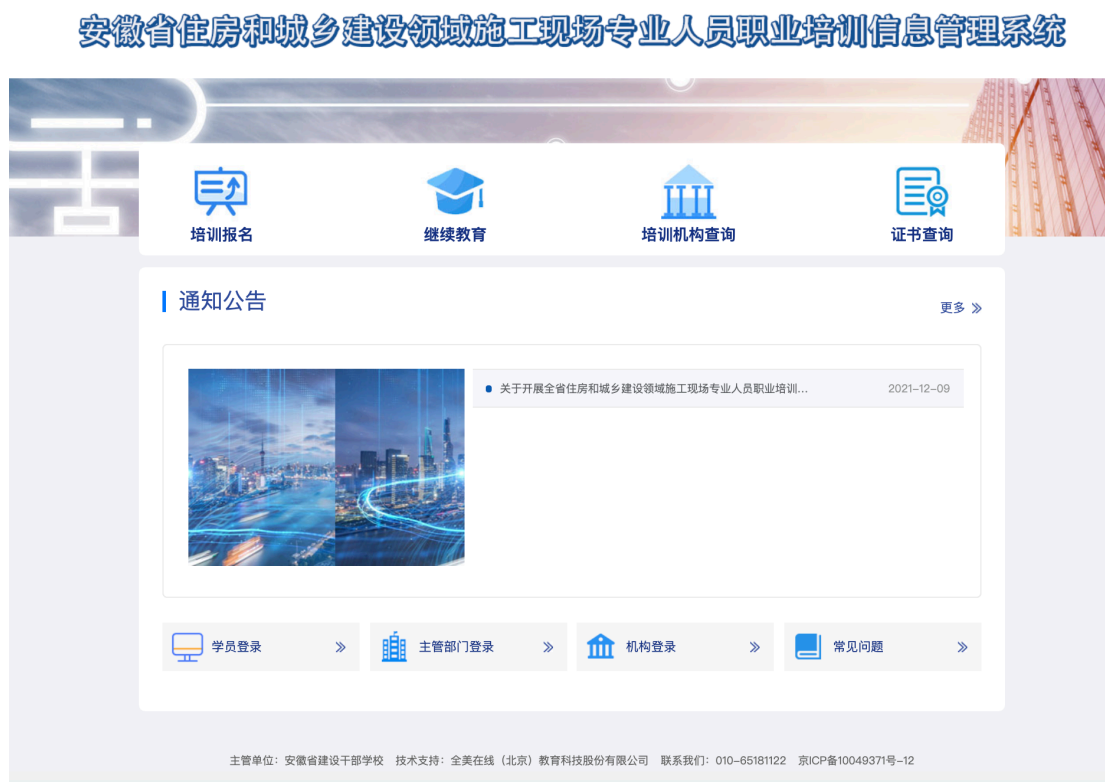 安徽省住房和城乡建设领域施工现场专业人员职业培训信息管理系统
培训报名 继续教育 培训机构查询 证书查询
通知公告
更多
关于开展全省住房和城乡建设领域施工现场专业人员职业培训... 2021-12-09
学员登录 主管部门登录 机构登录 常见问题
主管单位：安徽省建设干部学校 技术支持：全美在线（北京）教育科技股份有限公司 联系我们：010-65181122 京ICP备10049371号-12